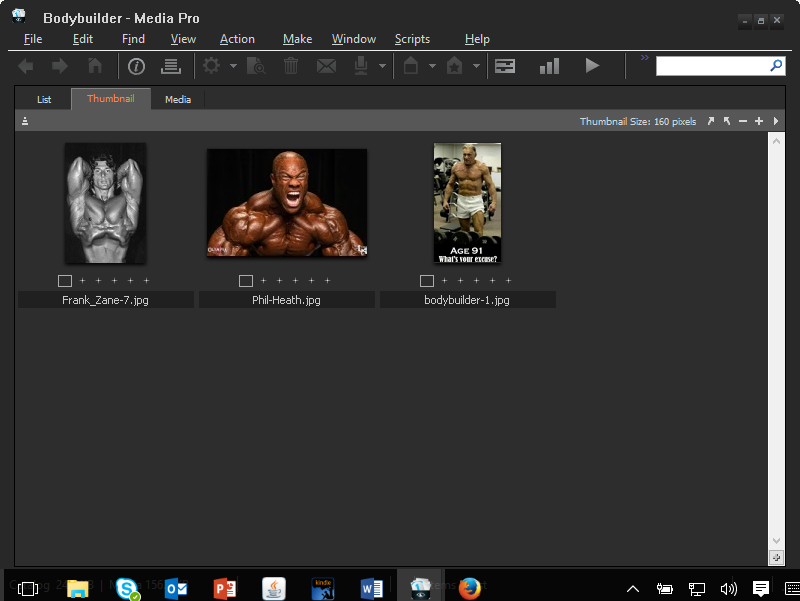 Bodybuilder - Media Pro
File Edit Find View Action Make Window Scripts Help
List Thumbnail Media
Thumbnail Size: 160 pixels
OLYMPIA
AGE 91
What's your excuse?
Frank_Zane-7.jpg Phil-Heath.jpg bodybuilder-1.jpg
kindle